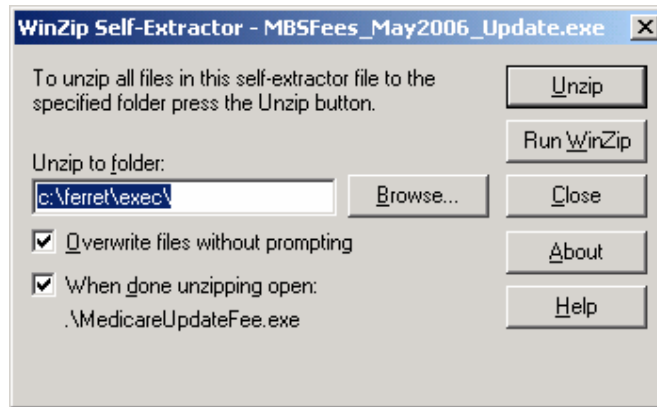 WinZip Self-Extractor - MBSFees_May2006_Update.exe
To unzip all files in this self-extractor file to the
specified folder press the Unzip button.
Unzip to folder:
c:\ferret\exec\
Browse...
Overwrite files without prompting
When done unzipping open:
.\MedicareUpdateFee.exe
Unzip
Run WinZip
Close
About
Help